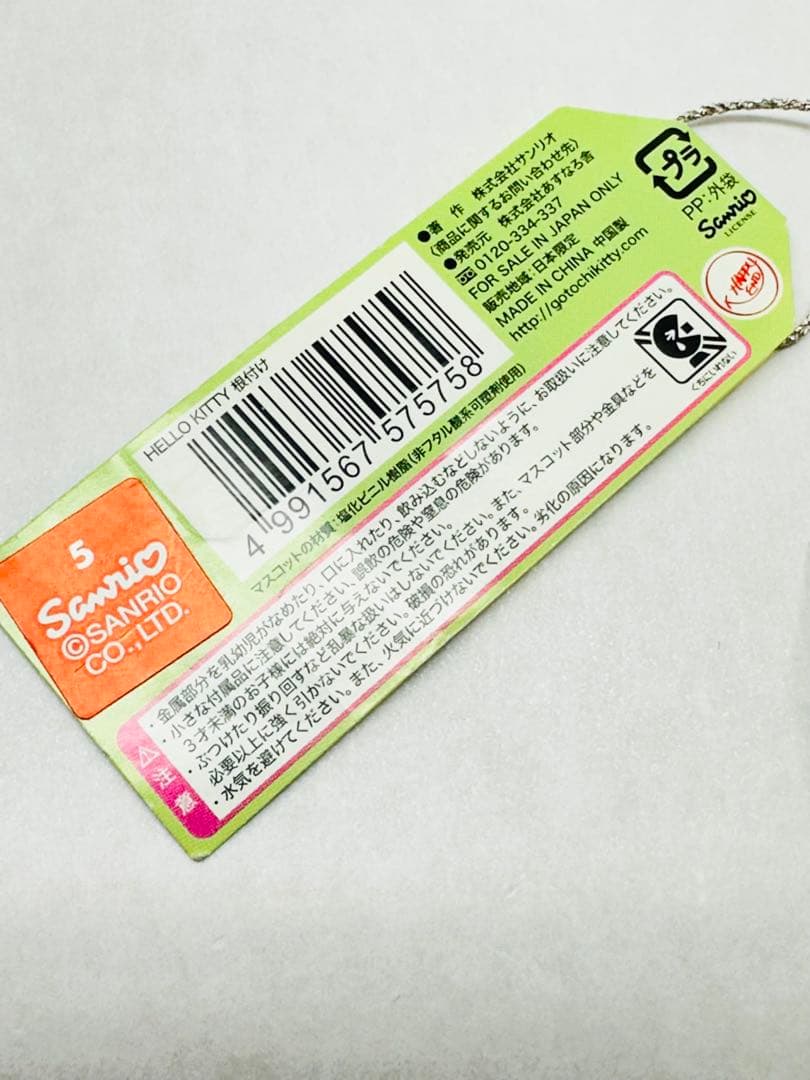 ●著 作 株式会社サンリオ
(商品に関するお問い合わせ先)
●発売元 株式会社あすなろ舎
0120-334-337
FOR SALE IN JAPAN ONLY
販売地域:日本限定
MADE IN CHINA 中国製
http://gotochikitty.com
プラ
PP:外袋
Sanrio
LICENSE
HAPPY
END
HELLO KITTY 根付け
4 991567 575758
マスコットの材質:塩化ビニル樹脂(非フタル酸系可塑剤使用)
5
Sanrio
©SANRIO
CO.,LTD.
注意
・金属部分を乳幼児がなめたり、口に入れたり、飲み込むなどしないように、お取扱いに注意してください。
・小さな付属品に注意してください。誤飲の危険や窒息の危険があります。
3才未満のお子様には絶対に与えないでください。
・ぶつけたり振り回すなど乱暴な扱いはしないでください。また、マスコット部分や金具などを
必要以上に強く引かないでください。破損の恐れがあります。
・水気を避けてください。また、火気に近づけないでください。劣化の原因になります。
くちにいれない